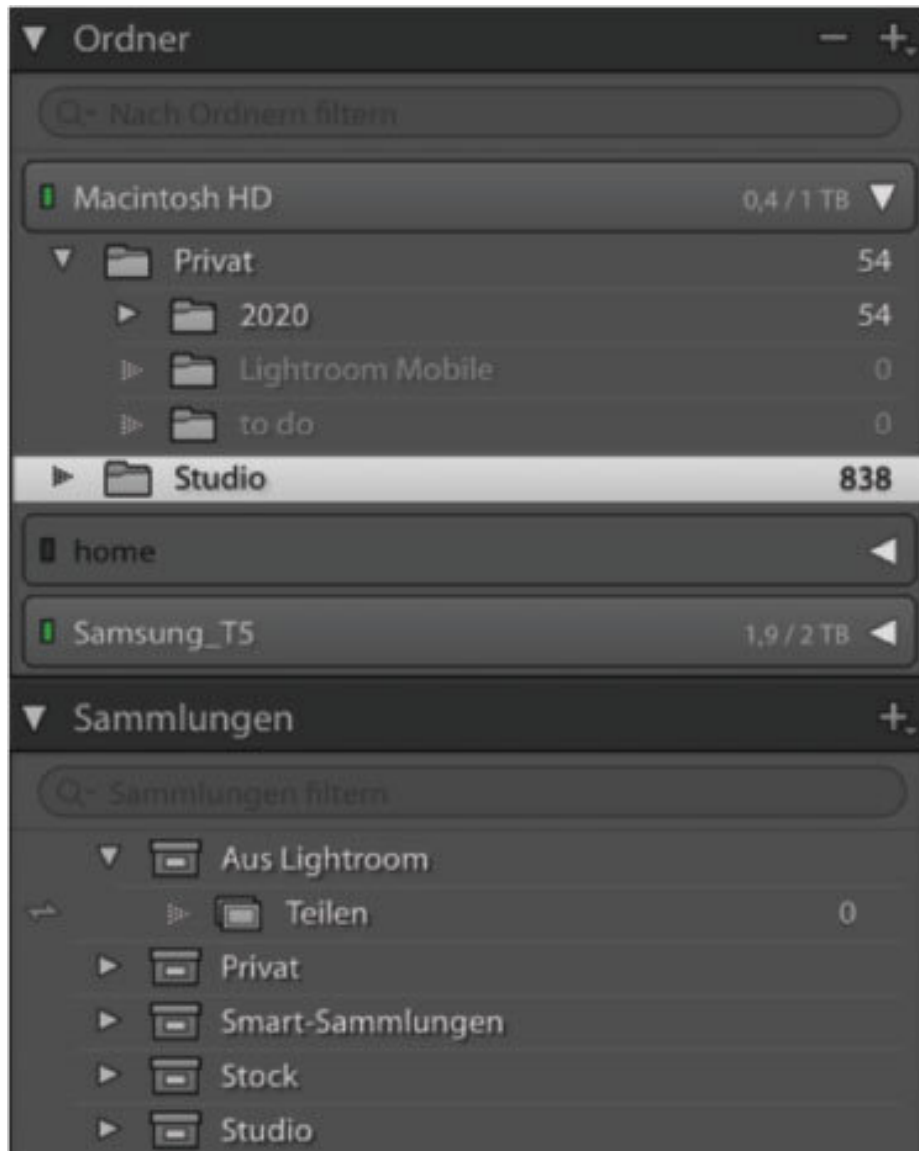 Ordner
Nach Ordnern filtern
Macintosh HD 0,4 / 1 TB
Privat 54
2020 54
Lightroom Mobile 0
to do 0
Studio 838
home
Samsung_T5 1,9 / 2 TB
Sammlungen
Sammlungen filtern
Aus Lightroom
Teilen 0
Privat
Smart-Sammlungen
Stock
Studio